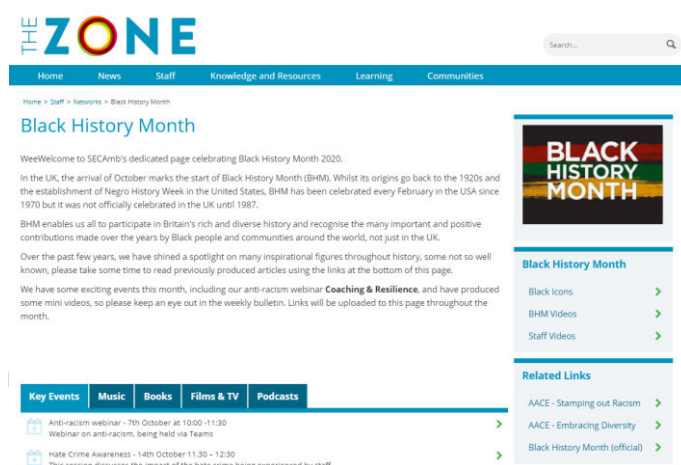 THE ZONE
Search...
Home News Staff Knowledge and Resources Learning Communities
Home > Staff > Networks > Black History Month
Black History Month
WeeWelcome to SECAmb's dedicated page celebrating Black History Month 2020.
In the UK, the arrival of October marks the start of Black History Month (BHM). Whilst its origins go back to the 1920s and
the establishment of Negro History Week in the United States, BHM has been celebrated every February in the USA since
1970 but it was not officially celebrated in the UK until 1987.
BHM enables us all to participate in Britain's rich and diverse history and recognise the many important and positive
contributions made over the years by Black people and communities around the world, not just in the UK.
Over the past few years, we have shined a spotlight on many inspirational figures throughout history, some not so well
known, please take some time to read previously produced articles using the links at the bottom of this page.
We have some exciting events this month, including our anti-racism webinar Coaching & Resilience, and have produced
some mini videos, so please keep an eye out in the weekly bulletin. Links will be uploaded to this page throughout the
month.
Key Events Music Books Films & TV Podcasts
Anti-racism webinar - 7th October at 10:00 -11:30
Webinar on anti-racism, being held via Teams
Hate Crime Awareness - 14th October 11.30 – 12:30
This session discusses the impact of the hate crime being experienced by staff
BLACK
HISTORY
MONTH
Black History Month
Black Icons
BHM Videos
Staff Videos
Related Links
AACE - Stamping out Racism
AACE - Embracing Diversity
Black History Month (official)